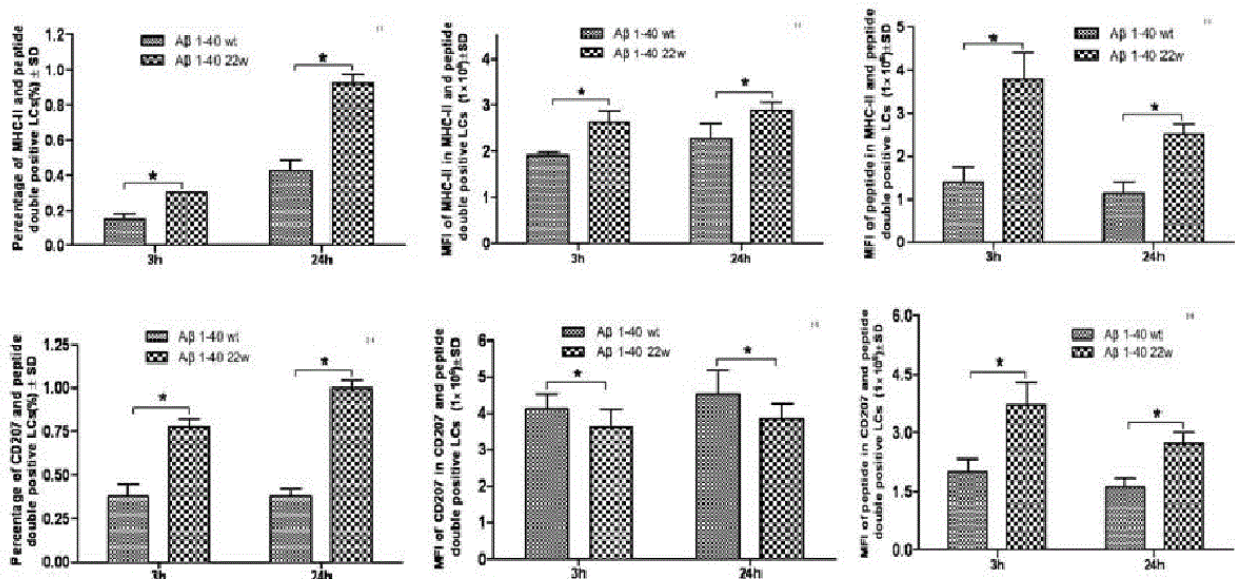 Percentage of MHC-II and peptide
double positive LCs(%) ± SD
1.2
1.0
0.8
0.6
0.4
0.2
0.0
Aβ 1-40 wt
Aβ 1-40 22w
*
*
3h
24h
MFI of MHC-II in MHC-II and peptide
double positive LCs (1×10⁶)±SD
4
3
2
1
0
Aβ 1-40 wt
Aβ 1-40 22w
*
*
3h
24h
MFI of peptide in MHC-II and peptide
double positive LCs (1×10⁶)±SD
5
4
3
2
1
0
Aβ 1-40 wt
Aβ 1-40 22w
*
*
3h
24h
Percentage of CD207 and peptide
double positive LCs(%) ± SD
1.25
1.00
0.75
0.50
0.25
0.00
Aβ 1-40 wt
Aβ 1-40 22w
*
*
3h
24h
MFI of CD207 in CD207 and peptide
double positive LCs (1×10⁶)±SD
6
5
4
3
2
1
0
Aβ 1-40 wt
Aβ 1-40 22w
*
*
3h
24h
MFI of peptide in CD207 and peptide
double positive LCs (1×10⁶)±SD
6.0
4.5
3.0
1.5
0.0
Aβ 1-40 wt
Aβ 1-40 22w
*
*
3h
24h